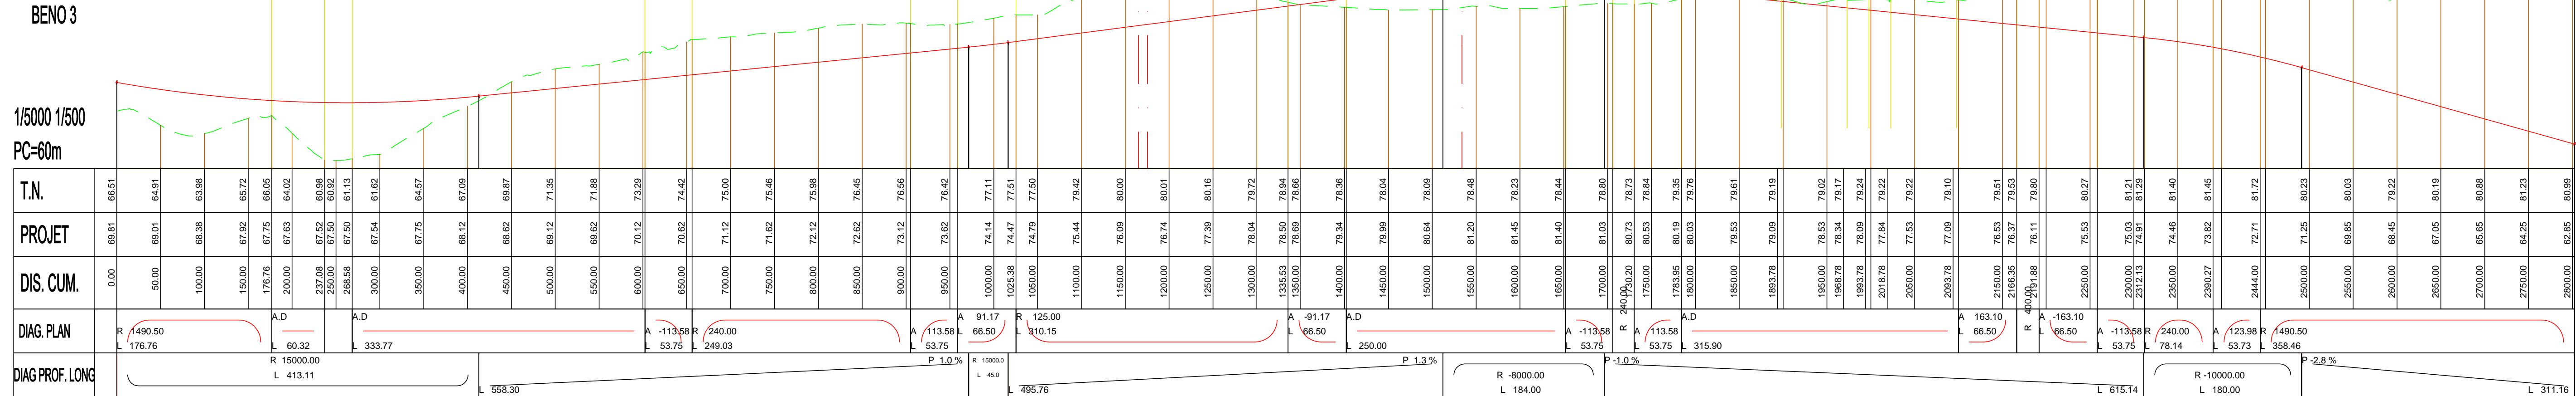 BENO 3
1/5000 1/500
PC=60m
T.N. 66.51 64.91 63.98 65.72 66.05 64.02 60.98 60.92 61.13 61.62 64.57 67.09 69.87 71.35 71.88 73.29 74.42 75.00 75.46 75.98 76.45 76.56 76.42 77.11 77.51 77.50 79.42 80.00 80.01 80.16 79.72 78.94 78.66 78.36 78.04 78.09 78.48 78.23 78.44 78.80 78.73 78.84 79.35 79.76 79.61 79.19 79.02 79.17 79.24 79.22 79.22 79.10 79.51 79.53 79.80 80.27 81.21 81.29 81.40 81.45 81.72 80.23 80.03 79.22 80.19 80.88 81.23 80.99
PROJET 69.81 69.01 68.38 67.92 67.75 67.63 67.52 67.50 67.50 67.54 67.75 68.12 68.62 69.12 69.62 70.12 70.62 71.12 71.62 72.12 72.62 73.12 73.62 74.14 74.47 74.79 75.44 76.09 76.74 77.39 78.04 78.50 78.69 79.34 79.99 80.64 81.20 81.45 81.40 81.03 80.73 80.53 80.19 80.03 79.53 79.09 78.53 78.34 78.09 77.84 77.53 77.09 76.53 76.37 76.11 75.53 75.03 74.91 74.46 73.82 72.71 71.25 69.85 68.45 67.05 65.65 64.25 62.85
DIS. CUM. 0.00 50.00 100.00 150.00 176.76 200.00 237.08 250.00 268.58 300.00 350.00 400.00 450.00 500.00 550.00 600.00 650.00 700.00 750.00 800.00 850.00 900.00 950.00 1000.00 1025.38 1050.00 1100.00 1150.00 1200.00 1250.00 1300.00 1335.53 1350.00 1400.00 1450.00 1500.00 1550.00 1600.00 1650.00 1700.00 1730.20 1750.00 1783.95 1800.00 1850.00 1893.78 1950.00 1968.78 1993.78 2018.78 2050.00 2093.78 2150.00 2166.35 2191.88 2250.00 2300.00 2312.13 2350.00 2390.27 2444.00 2500.00 2550.00 2600.00 2650.00 2700.00 2750.00 2800.00
A.D A.D A 91.17 R 125.00 A -91.17 A.D R 240.00 A.D A 163.10 R 400.00 A -163.10
DIAG. PLAN R 1490.50 A -113.58 R 240.00 A 113.58 L 66.50 L 310.15 L 66.50 A -113.58 A 113.58 L 66.50 L 66.50 A -113.58 R 240.00 A 123.98 R 1490.50
L 176.76 L 60.32 L 333.77 L 53.75 L 249.03 L 53.75 L 250.00 L 53.75 L 53.75 L 315.90 L 53.75 L 78.14 L 53.73 L 358.46
R 15000.00 P 1.0 % R 15000.0 P 1.3 % P -1.0 % P -2.8 %
DIAG PROF. LONG L 413.11 L 45.0 R -8000.00 R -10000.00
L 558.30 L 495.76 L 184.00 L 615.14 L 180.00 L 311.16